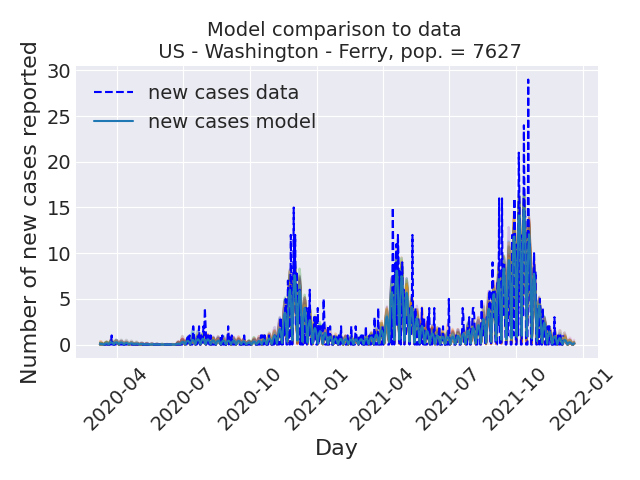 Model comparison to data
US - Washington - Ferry, pop. = 7627
Number of new cases reported
30
25
20
15
10
5
0
new cases data
new cases model
2020-04
2020-07
2020-10
2021-01
2021-04
2021-07
2021-10
2022-01
Day